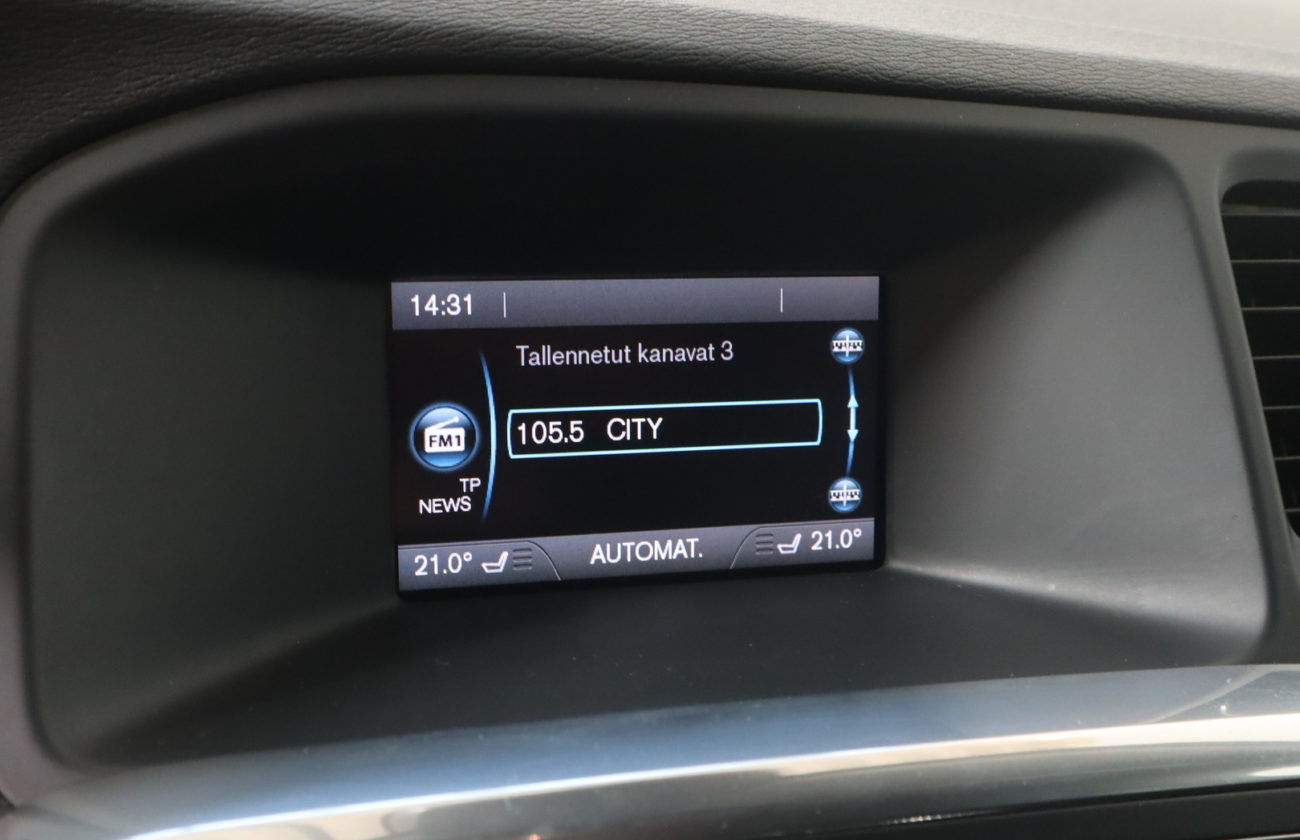 14:31
Tallennetut kanavat 3
FM1
105.5 CITY
TP
NEWS
21.0° AUTOMAT. 21.0°